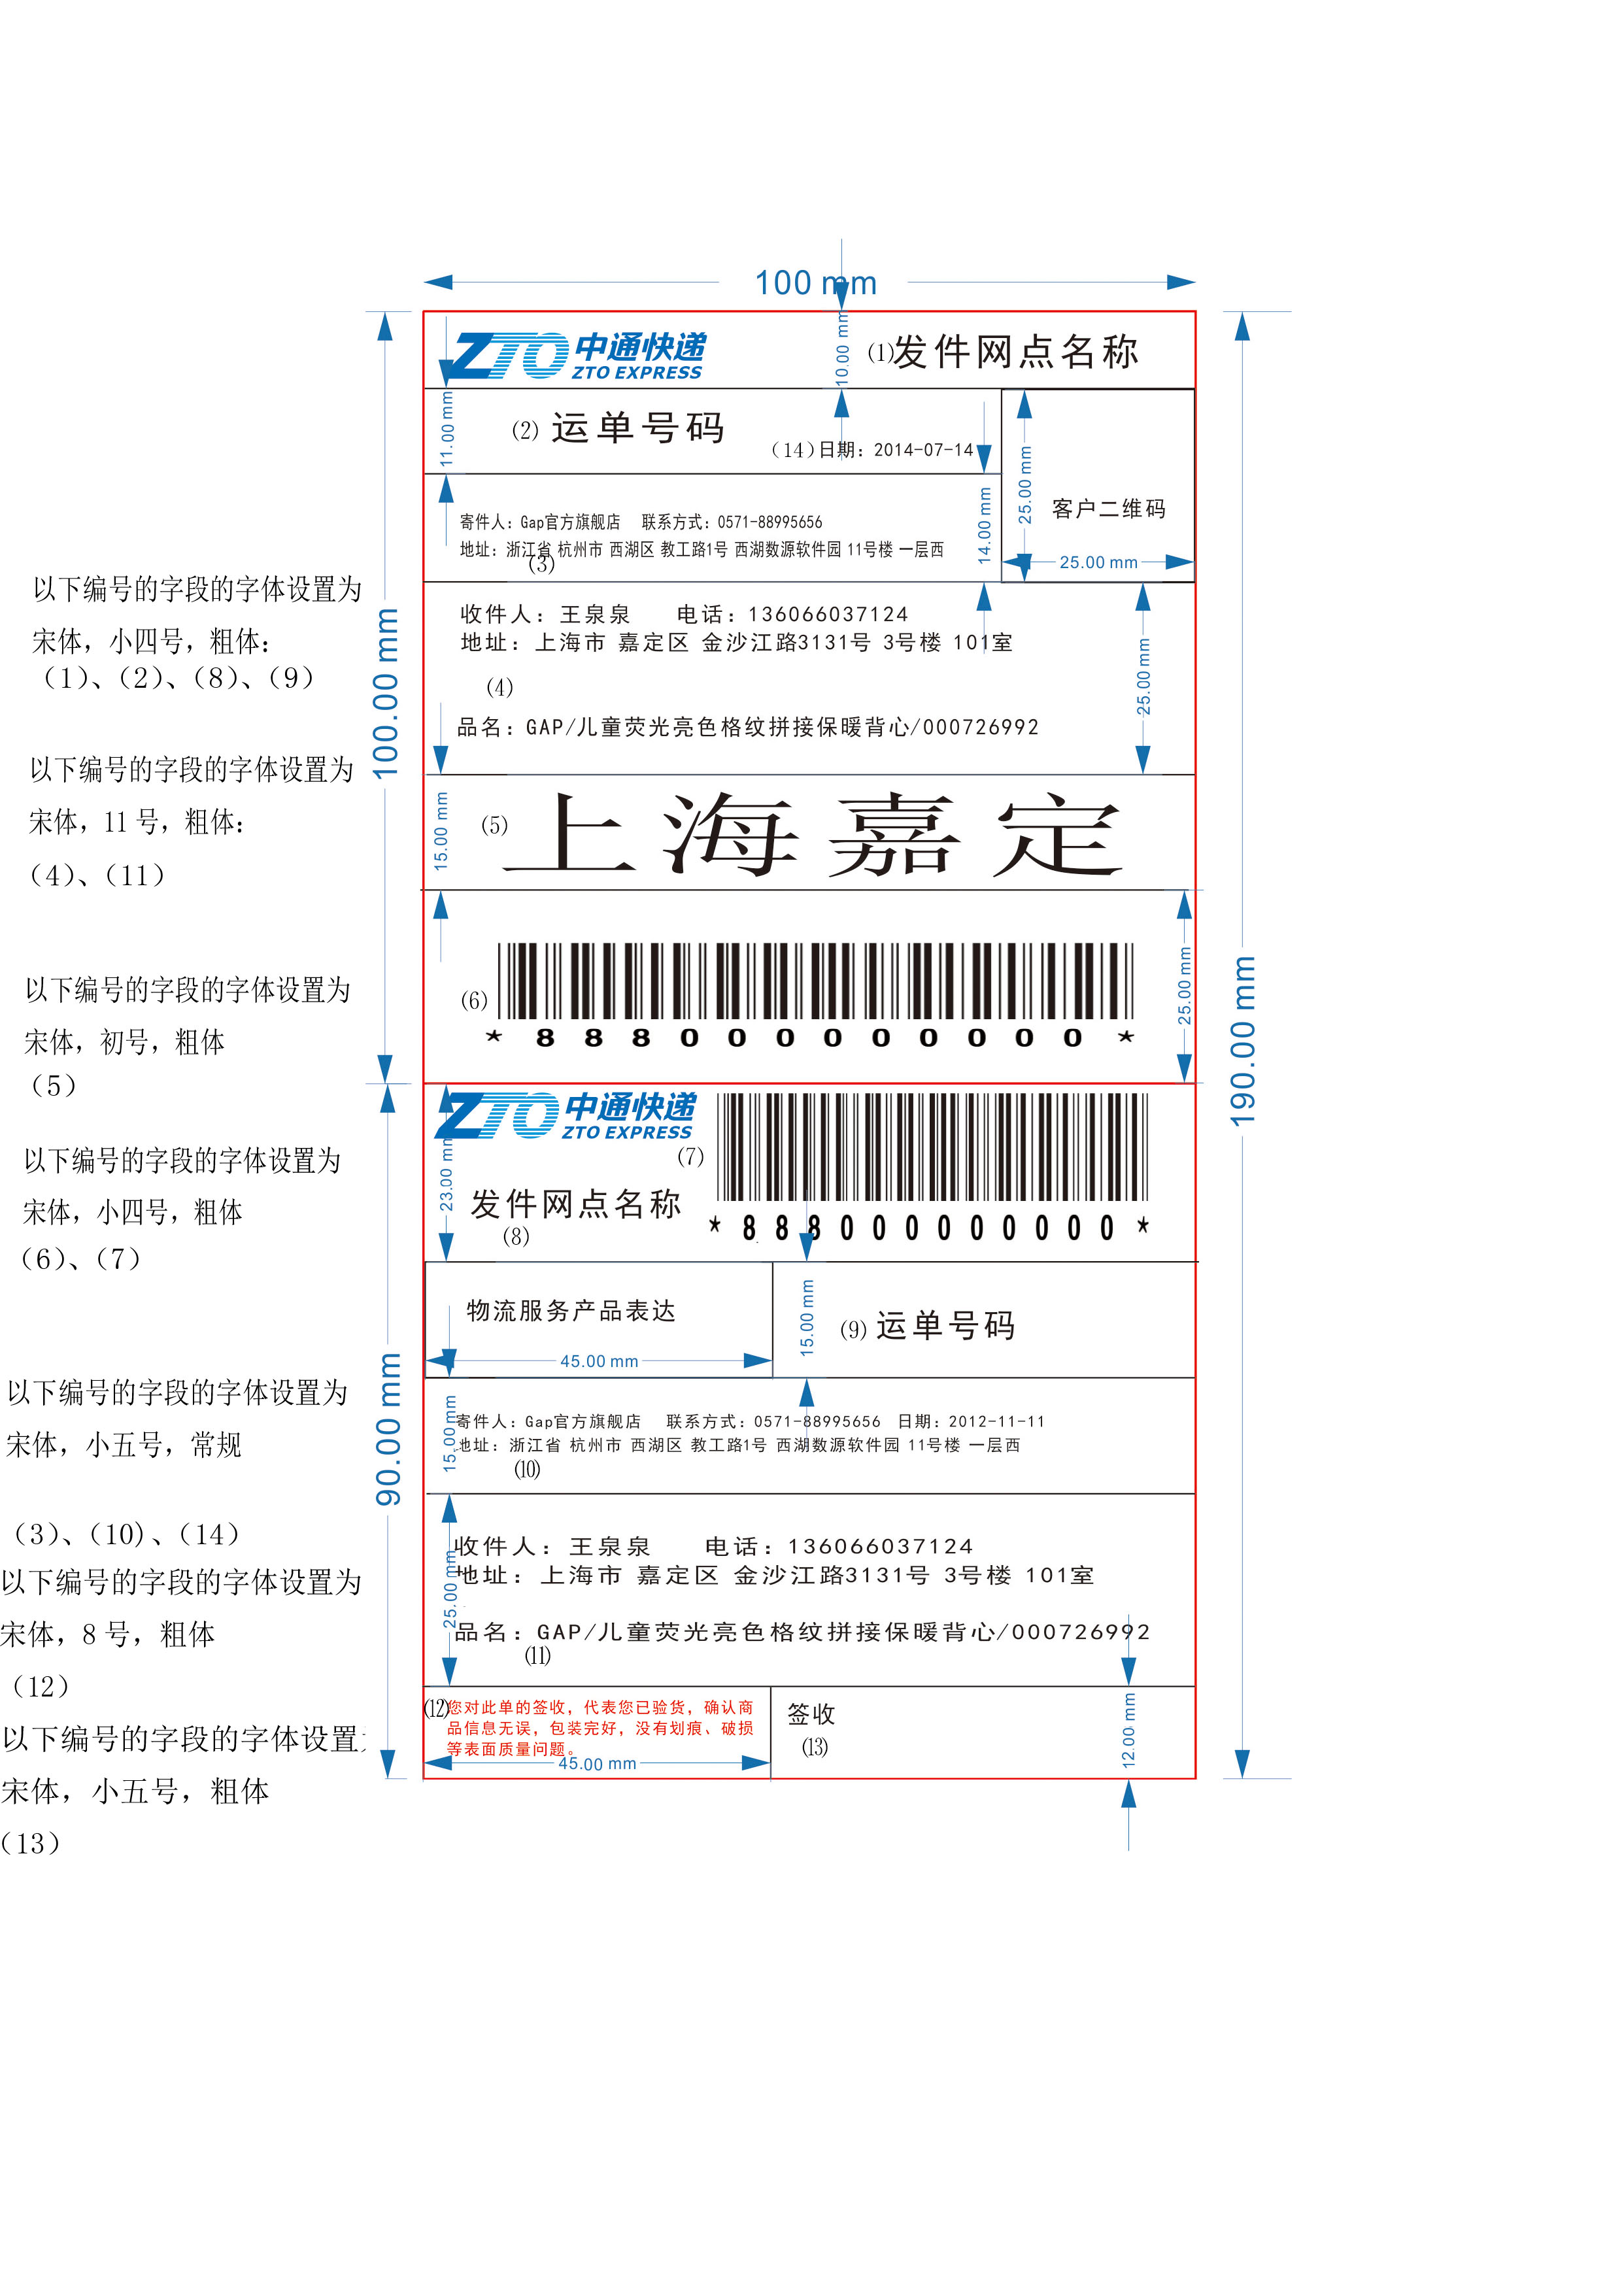 100 mm
中通快递
ZTO EXPRESS
10.00 mm
(1)发件网点名称
11.00 mm
(2) 运单号码
(14)日期: 2014-07-14
14.00 mm
25.00 mm
客户二维码
25.00 mm
寄件人: Gap官方旗舰店 联系方式: 0571-88995656
地址: 浙江省 杭州市 西湖区 教工路1号 西湖数源软件园 11号楼 一层西
(3)
收件人: 王泉泉 电话: 136066037124
地址: 上海市 嘉定区 金沙江路3131号 3号楼 101室
(4)
25.00 mm
品名: GAP/儿童荧光亮色格纹拼接保暖背心/000726992
15.00 mm
(5) 上海嘉定
(6)
* 8 8 8 0 0 0 0 0 0 0 0 0 *
25.00 mm
100.00 mm
190.00 mm
中通快递
ZTO EXPRESS
23.00 mm
(7)
发件网点名称
(8)
* 8 8 8 0 0 0 0 0 0 0 0 0 *
物流服务产品表达
45.00 mm
15.00 mm
(9) 运单号码
15.00 mm
寄件人: Gap官方旗舰店 联系方式: 0571-88995656 日期: 2012-11-11
地址: 浙江省 杭州市 西湖区 教工路1号 西湖数源软件园 11号楼 一层西
(10)
90.00 mm
收件人: 王泉泉 电话: 136066037124
地址: 上海市 嘉定区 金沙江路3131号 3号楼 101室
25.00 mm
品名: GAP/儿童荧光亮色格纹拼接保暖背心/000726992
(11)
(12)您对此单的签收，代表您已验货，确认商
品信息无误，包装完好，没有划痕、破损
等表面质量问题。
45.00 mm
签收
(13)
12.00 mm
以下编号的字段的字体设置为
宋体，小四号，粗体:
(1)、(2)、(8)、(9)
以下编号的字段的字体设置为
宋体，11 号，粗体:
(4)、(11)
以下编号的字段的字体设置为
宋体，初号，粗体
(5)
以下编号的字段的字体设置为
宋体，小四号，粗体
(6)、(7)
以下编号的字段的字体设置为
宋体，小五号，常规
(3)、(10)、(14)
以下编号的字段的字体设置为
宋体，8 号，粗体
(12)
以下编号的字段的字体设置
宋体，小五号，粗体
(13)